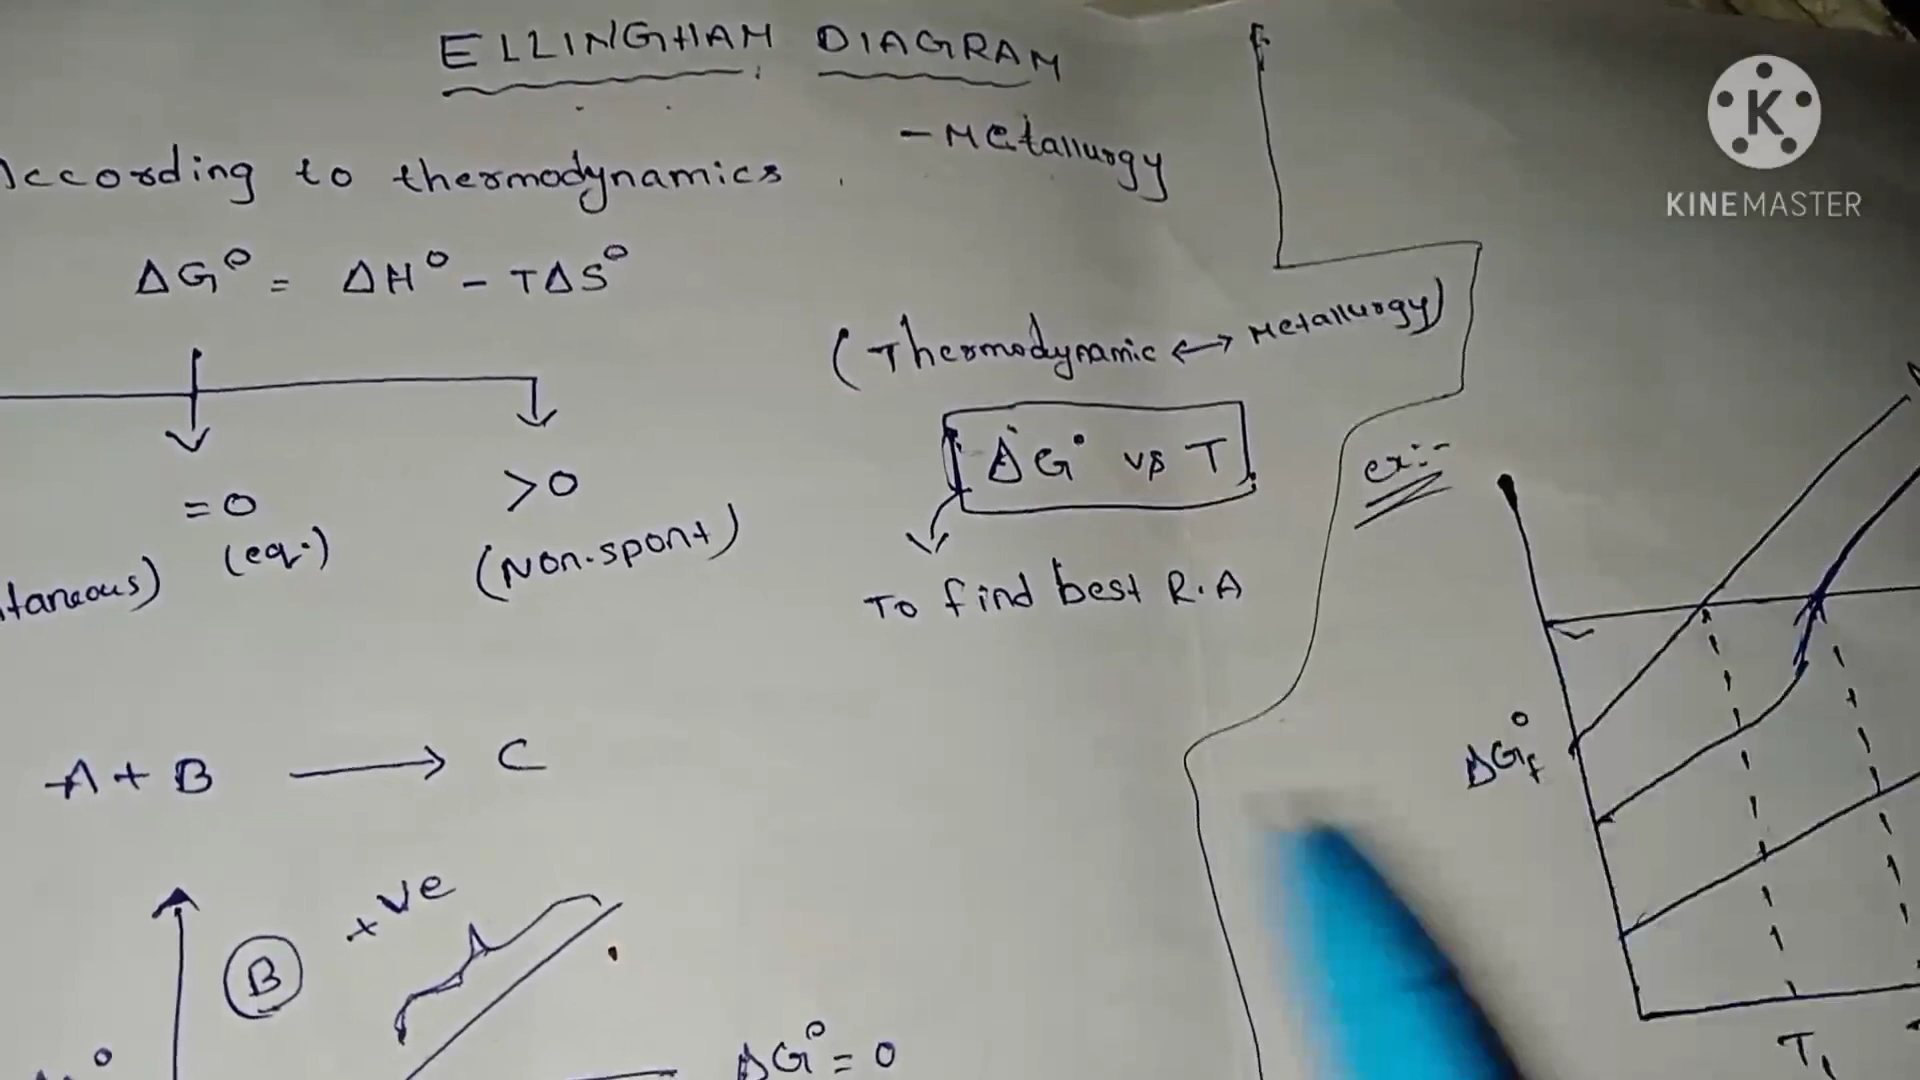 ELLINGHAM DIAGRAM
- Metallurgy
According to thermodynamics
ΔG° = ΔH° - TΔS°
(Thermodynamic ↔ Metallurgy)
ΔG° vs T
To find best R.A
=0
(eq.)
>0
(Non.spont)
taneous)
A + B → C
B
+ve
ΔG° = 0
ex:-
ΔG°f
T1
K
KINEMASTER